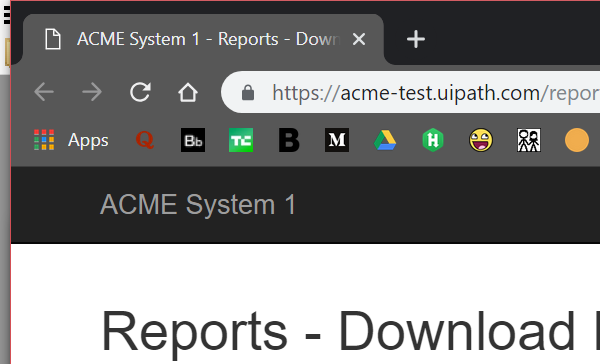 ACME System 1 - Reports - Down
https://acme-test.uipath.com/repor
Apps Q Bb TC B M
ACME System 1
Reports - Download